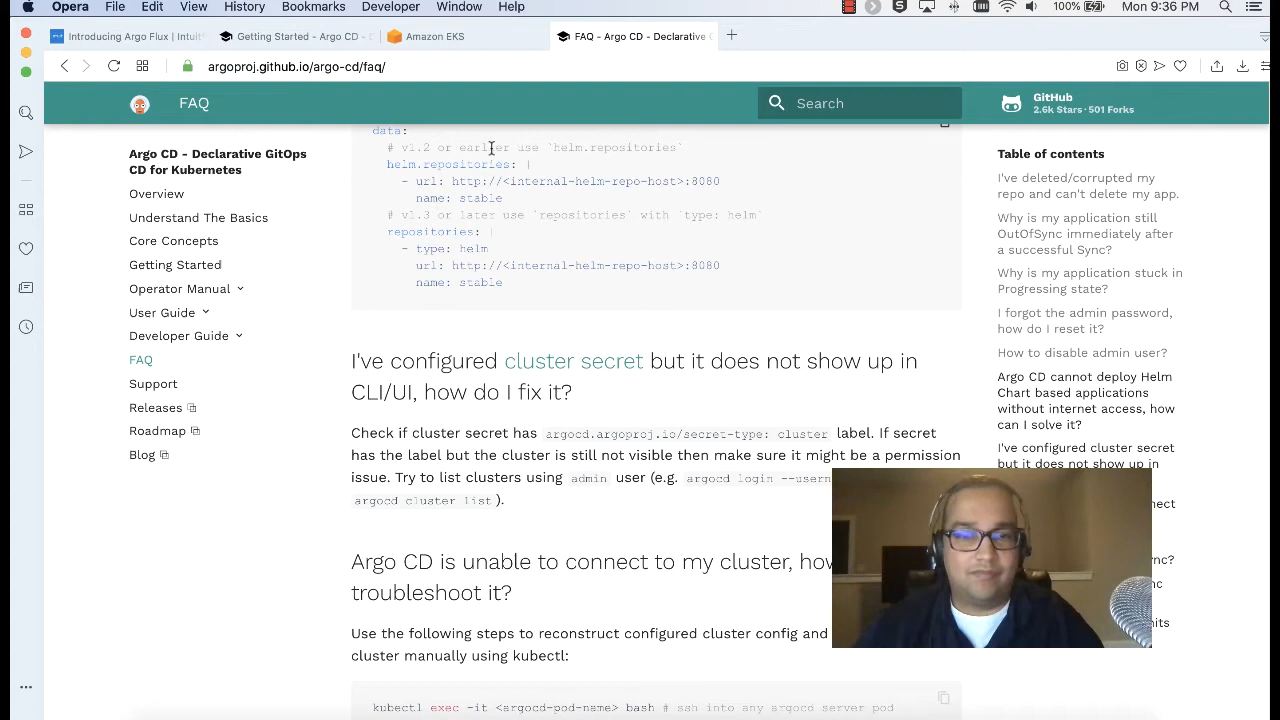 Opera File Edit View History Bookmarks Developer Window Help 100% Mon 9:36 PM
Introducing Argo Flux | Intuit Getting Started - Argo CD - D Amazon EKS FAQ - Argo CD - Declarative G
argoproj.github.io/argo-cd/faq/
FAQ
Search
GitHub
2.6k Stars · 501 Forks
Argo CD - Declarative GitOps
CD for Kubernetes
Overview
Understand The Basics
Core Concepts
Getting Started
Operator Manual
User Guide
Developer Guide
FAQ
Support
Releases
Roadmap
Blog
data:
# v1.2 or earlier use `helm.repositories`
helm.repositories: |
- url: http://<internal-helm-repo-host>:8080
name: stable
# v1.3 or later use `repositories` with `type: helm`
repositories: |
- type: helm
url: http://<internal-helm-repo-host>:8080
name: stable
I've configured cluster secret but it does not show up in
CLI/UI, how do I fix it?
Check if cluster secret has argocd.argoproj.io/secret-type: cluster label. If secret
has the label but the cluster is still not visible then make sure it might be a permission
issue. Try to list clusters using admin user (e.g. argocd login --usern
argocd cluster list ).
Argo CD is unable to connect to my cluster, how
troubleshoot it?
Use the following steps to reconstruct configured cluster config and
cluster manually using kubectl:
kubectl exec -it <argocd-pod-name> bash # ssh into any argocd server pod
Table of contents
I've deleted/corrupted my
repo and can't delete my app.
Why is my application still
OutOfSync immediately after
a successful Sync?
Why is my application stuck in
Progressing state?
I forgot the admin password,
how do I reset it?
How to disable admin user?
Argo CD cannot deploy Helm
Chart based applications
without internet access, how
can I solve it?
I've configured cluster secret
but it does not show up in